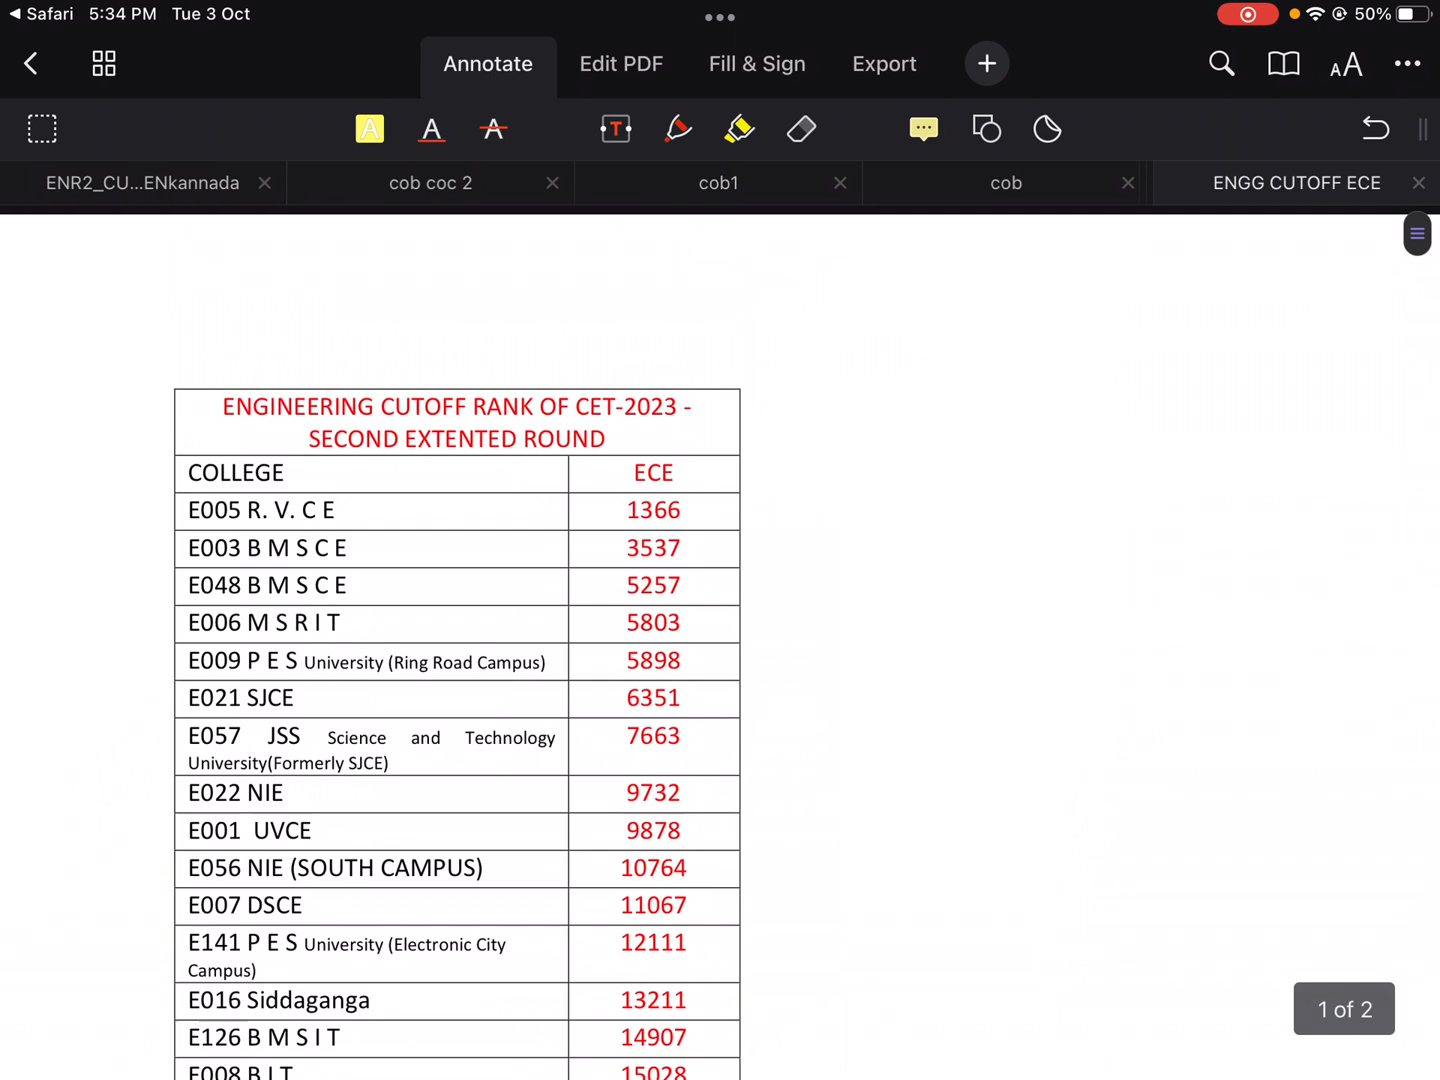 Safari 5:34 PM Tue 3 Oct
50%
Annotate Edit PDF Fill & Sign Export
AA
A A A T
ENR2_CU...ENkannada cob coc 2 cob1 cob ENGG CUTOFF ECE
ENGINEERING CUTOFF RANK OF CET-2023 -
SECOND EXTENTED ROUND
COLLEGE ECE
E005 R. V. C E 1366
E003 B M S C E 3537
E048 B M S C E 5257
E006 M S R I T 5803
E009 P E S University (Ring Road Campus) 5898
E021 SJCE 6351
E057 JSS Science and Technology 7663
University(Formerly SJCE)
E022 NIE 9732
E001 UVCE 9878
E056 NIE (SOUTH CAMPUS) 10764
E007 DSCE 11067
E141 P E S University (Electronic City 12111
Campus)
E016 Siddaganga 13211
E126 B M S I T 14907
E008 B I T 15028
1 of 2